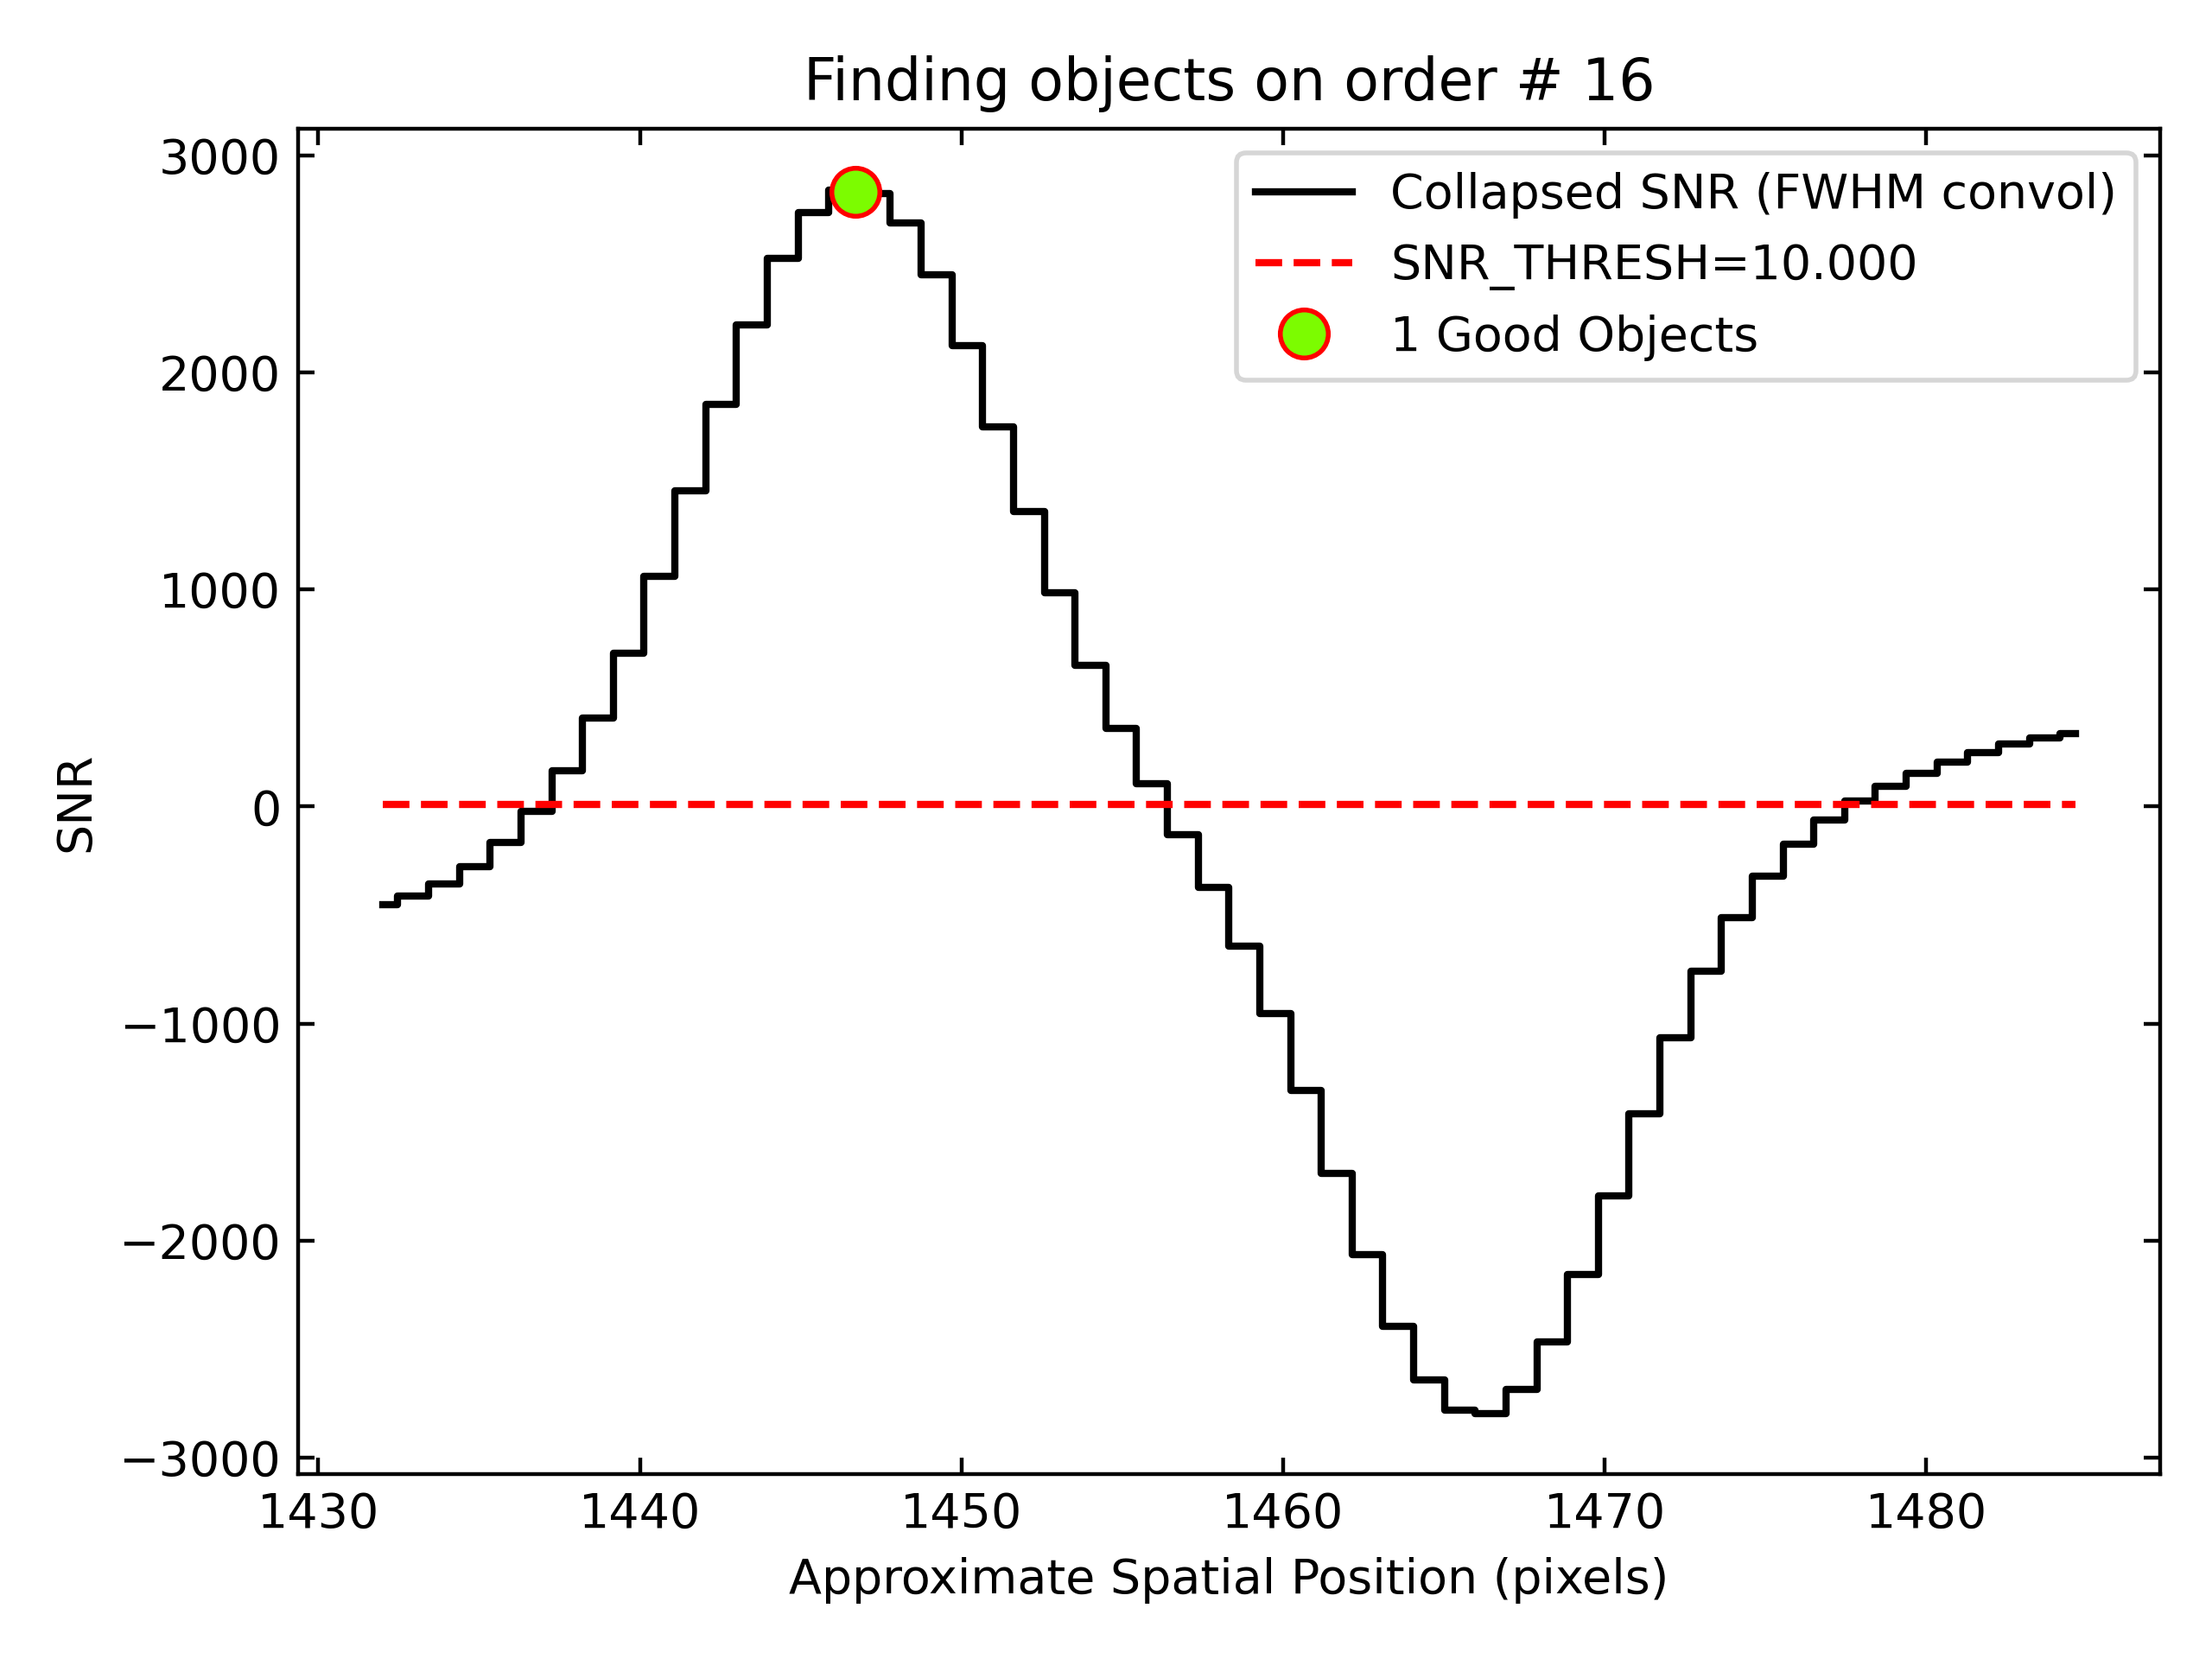 Finding objects on order # 16
3000
2000
1000
0
−1000
−2000
−3000
SNR
Collapsed SNR (FWHM convol)
SNR_THRESH=10.000
1 Good Objects
1430 1440 1450 1460 1470 1480
Approximate Spatial Position (pixels)